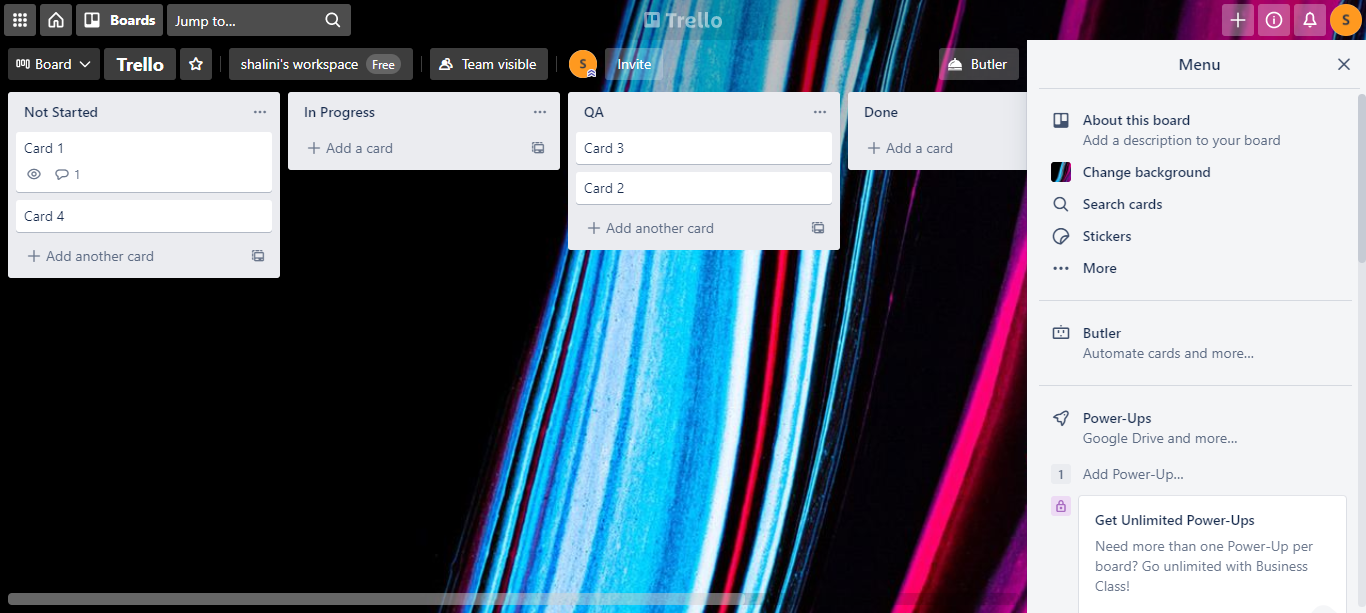 Boards
Jump to...
Trello
S
Board
Trello
shalini's workspace Free
Team visible
S
Invite
Butler
Not Started
Card 1
1
Card 4
Add another card
In Progress
Add a card
QA
Card 3
Card 2
Add another card
Done
Add a card
Menu
About this board
Add a description to your board
Change background
Search cards
Stickers
More
Butler
Automate cards and more...
Power-Ups
Google Drive and more...
1 Add Power-Up...
Get Unlimited Power-Ups
Need more than one Power-Up per
board? Go unlimited with Business
Class!